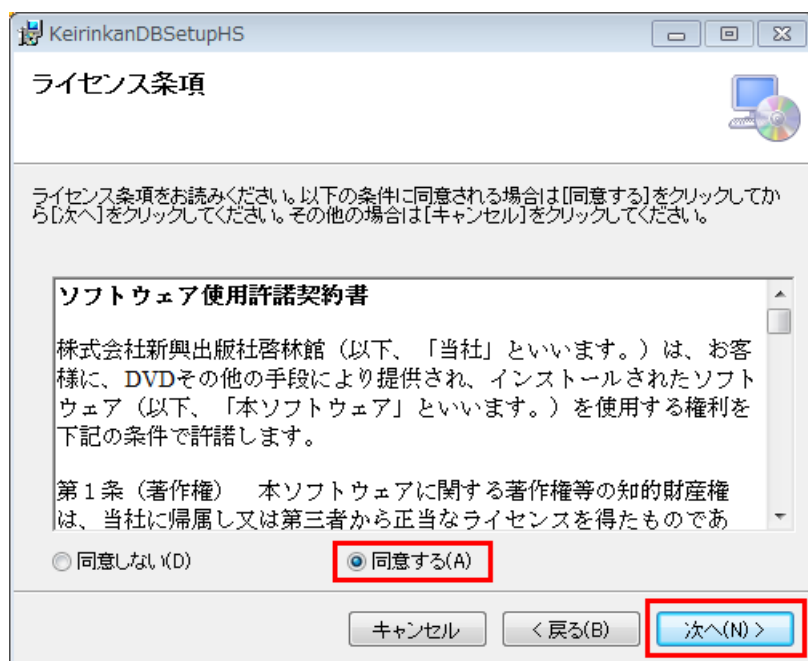 KeirinkanDBSetupHS
ライセンス条項
ライセンス条項をお読みください。以下の条件に同意される場合は[同意する]をクリックしてか
ら[次へ]をクリックしてください。その他の場合は[キャンセル]をクリックしてください。
ソフトウェア使用許諾契約書
株式会社新興出版社啓林館（以下、「当社」といいます。）は、お客
様に、DVDその他の手段により提供され、インストールされたソフト
ウェア（以下、「本ソフトウェア」といいます。）を使用する権利を
下記の条件で許諾します。
第１条（著作権）　本ソフトウェアに関する著作権等の知的財産権
は、当社に帰属し又は第三者から正当なライセンスを得たものであ
同意しない(D)
同意する(A)
キャンセル
< 戻る(B)
次へ(N) >